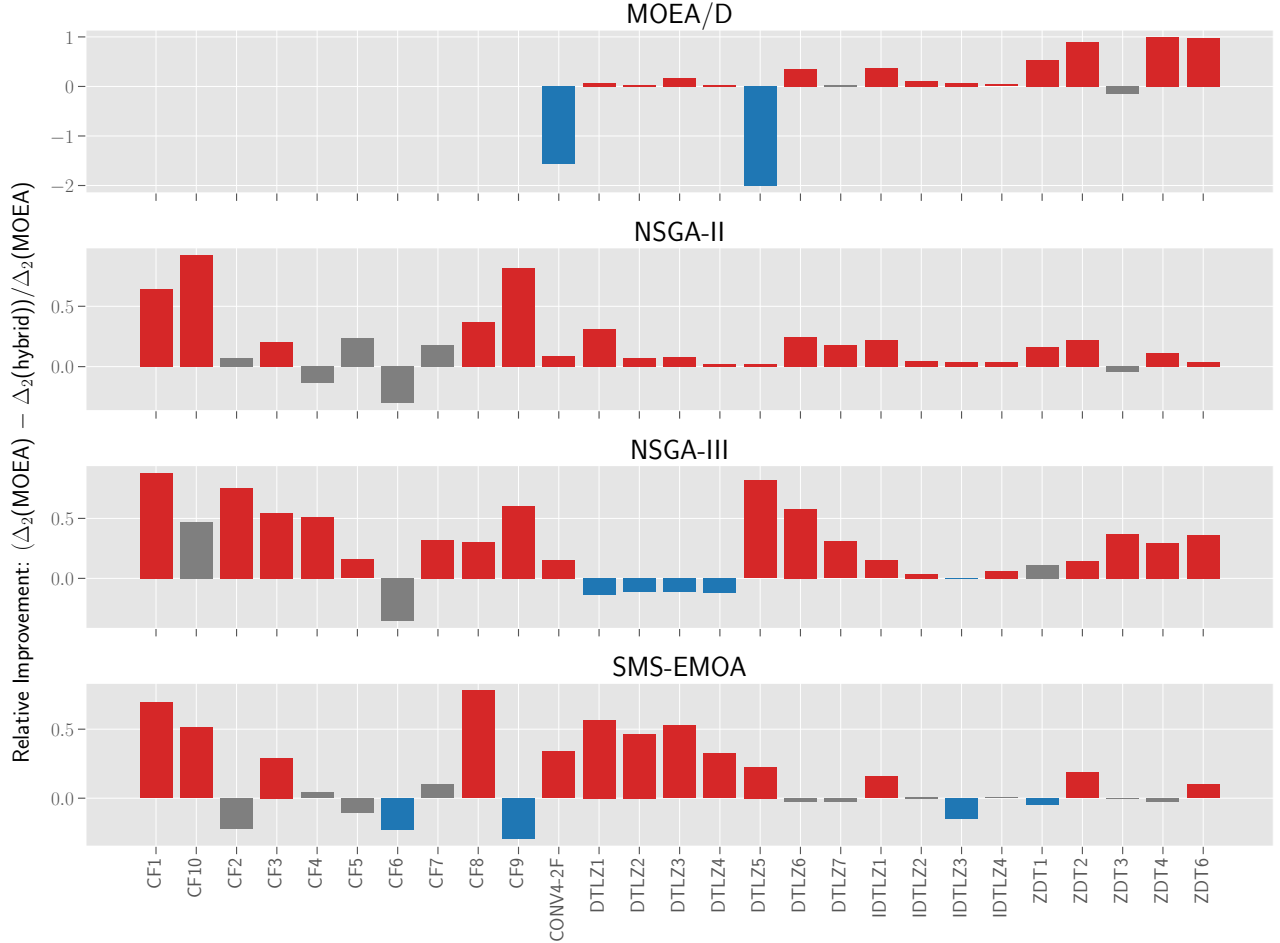 MOEA/D
1
0
−1
−2
NSGA-II
0.5
0.0
NSGA-III
0.5
0.0
SMS-EMOA
0.5
0.0
Relative Improvement: (Δ₂(MOEA) − Δ₂(hybrid))/Δ₂(MOEA)
CF1
CF10
CF2
CF3
CF4
CF5
CF6
CF7
CF8
CF9
CONV4-2F
DTLZ1
DTLZ2
DTLZ3
DTLZ4
DTLZ5
DTLZ6
DTLZ7
IDTLZ1
IDTLZ2
IDTLZ3
IDTLZ4
ZDT1
ZDT2
ZDT3
ZDT4
ZDT6